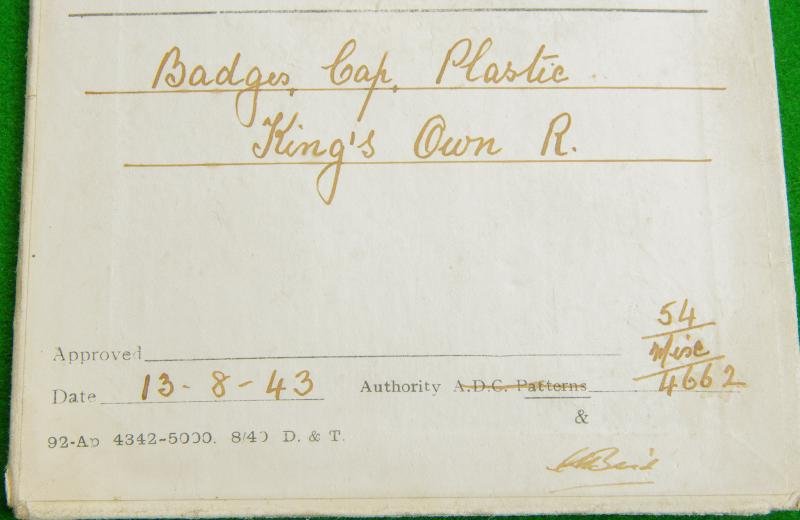 Badges, Cap, Plastic
King's Own R.
54
Approved
Misc
Date 13-8-43 Authority A.D.C. Patterns 4662
&
92-Ap 4342-5000. 8/40 D. & T.